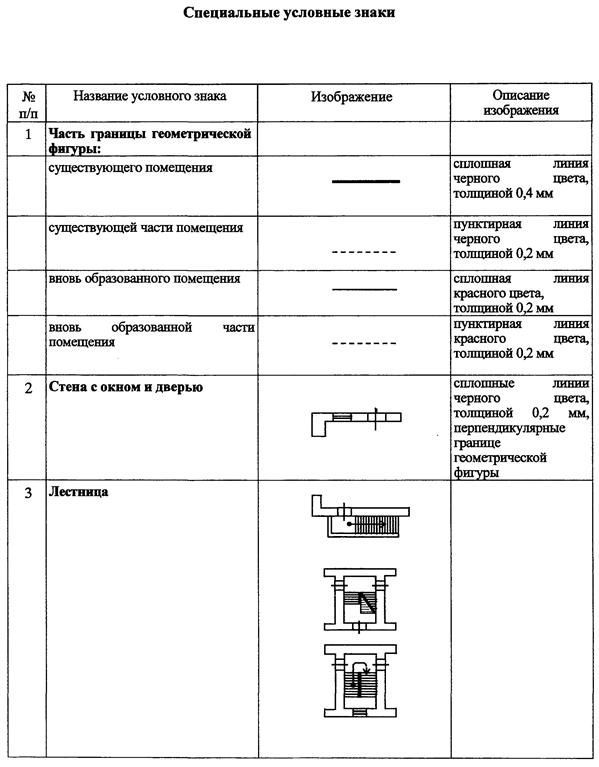 Специальные условные знаки
№
п/п
Название условного знака
Изображение
Описание
изображения
1
Часть границы геометрической
фигуры:
существующего помещения
сплошная линия
черного цвета,
толщиной 0,4 мм
существующей части помещения
пунктирная линия
черного цвета,
толщиной 0,2 мм
вновь образованного помещения
сплошная линия
красного цвета,
толщиной 0,2 мм
вновь образованной части
помещения
пунктирная линия
красного цвета,
толщиной 0,2 мм
2
Стена с окном и дверью
сплошные линии
черного цвета,
толщиной 0,2 мм,
перпендикулярные
границе
геометрической
фигуры
3
Лестница